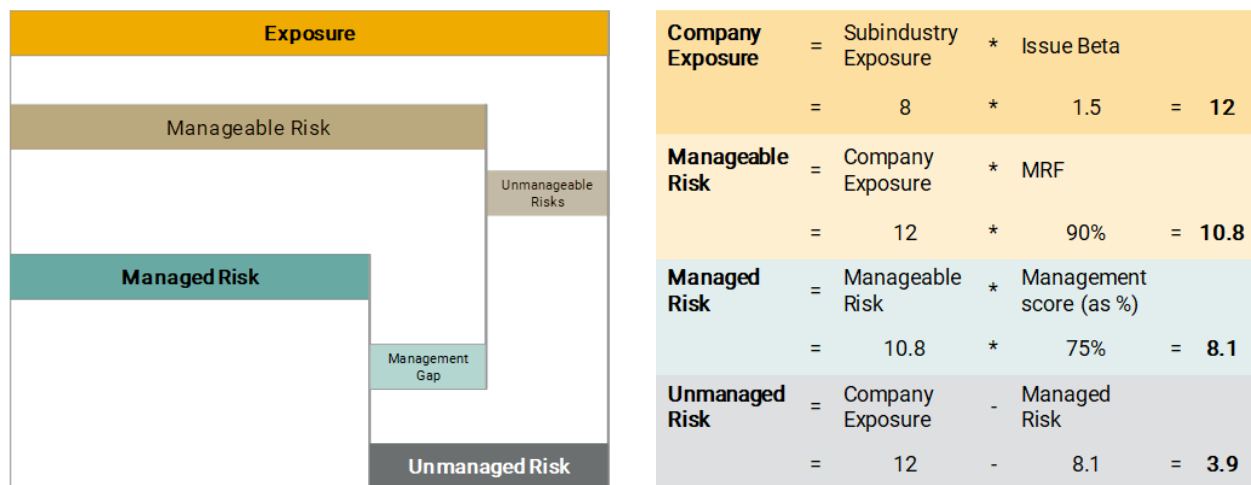 Exposure
Manageable Risk
Unmanageable
Risks
Managed Risk
Management
Gap
Unmanaged Risk
Company Exposure = Subindustry Exposure * Issue Beta
= 8 * 1.5 = 12
Manageable Risk = Company Exposure * MRF
= 12 * 90% = 10.8
Managed Risk = Manageable Risk * Management score (as %)
= 10.8 * 75% = 8.1
Unmanaged Risk = Company Exposure - Managed Risk
= 12 - 8.1 = 3.9